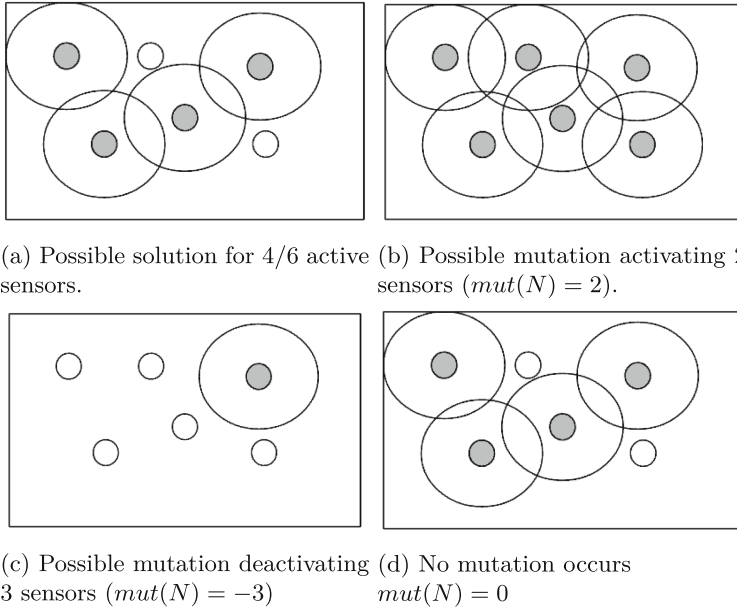 (a) Possible solution for 4/6 active
sensors.
(b) Possible mutation activating
sensors (mut(N) = 2).
(c) Possible mutation deactivating
3 sensors (mut(N) = −3)
(d) No mutation occurs
mut(N) = 0